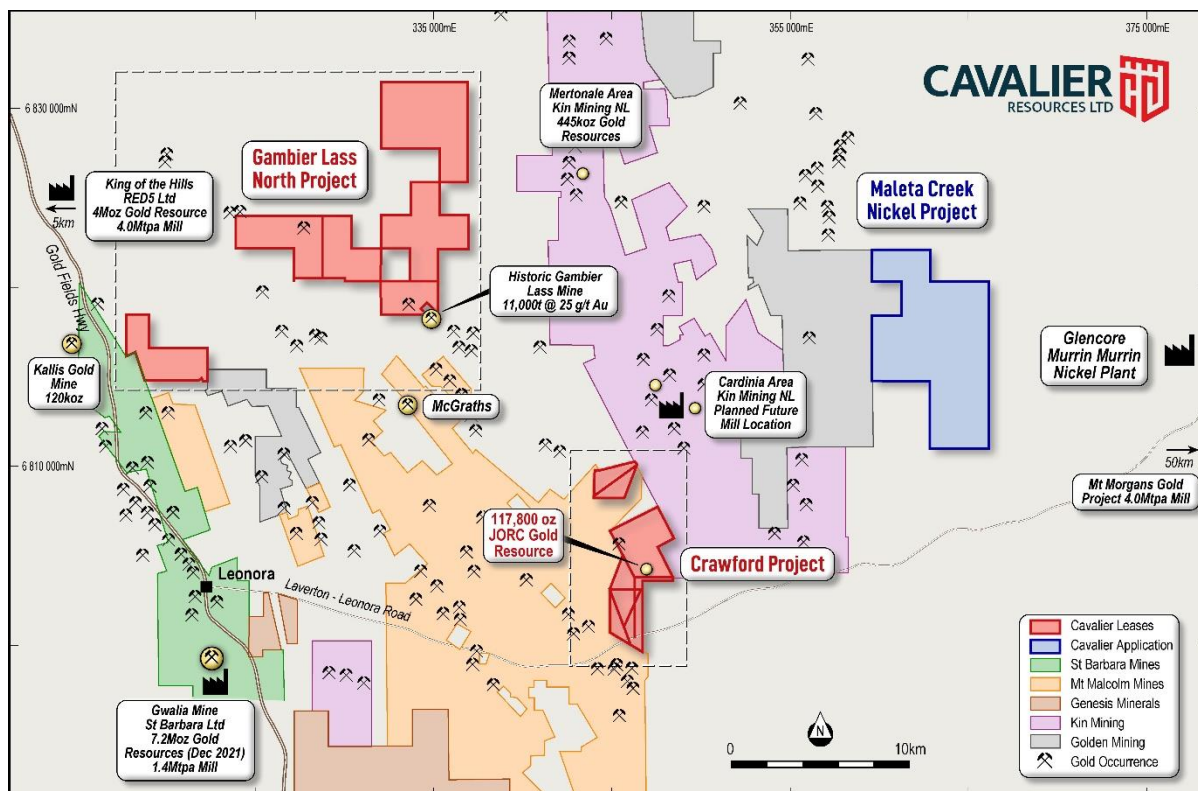 335 000mE
355 000mE
375 000mE
CAVALIER
RESOURCES LTD
6 830 000mN
Mertonale Area
Kin Mining NL
445koz Gold
Resources
Gambier Lass
North Project
King of the Hills
RED5 Ltd
4Moz Gold Resource
4.0Mtpa Mill
5km
Maleta Creek
Nickel Project
Gold Fields Hwy
Historic Gambier
Lass Mine
11,000t @ 25 g/t Au
Glencore
Murrin Murrin
Nickel Plant
Kallis Gold
Mine
120koz
McGraths
Cardinia Area
Kin Mining NL
Planned Future
Mill Location
6 810 000mN
50km
Mt Morgans Gold
Project 4.0Mtpa Mill
117,800 oz
JORC Gold
Resource
Crawford Project
Leonora
Laverton - Leonora Road
Gwalia Mine
St Barbara Ltd
7.2Moz Gold
Resources (Dec 2021)
1.4Mtpa Mill
N
0 10km
Cavalier Leases
Cavalier Application
St Barbara Mines
Mt Malcolm Mines
Genesis Minerals
Kin Mining
Golden Mining
Gold Occurrence